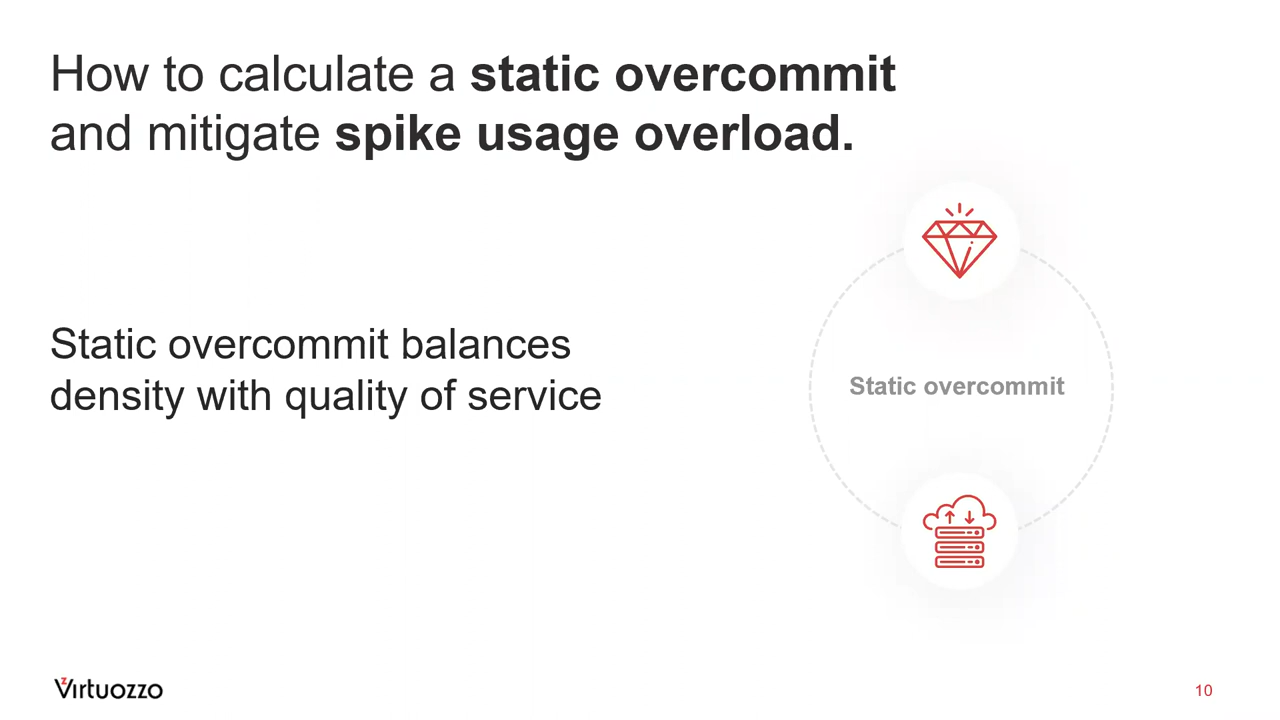 How to calculate a static overcommit
and mitigate spike usage overload.
Static overcommit balances
density with quality of service
Static overcommit
Virtuozzo
10